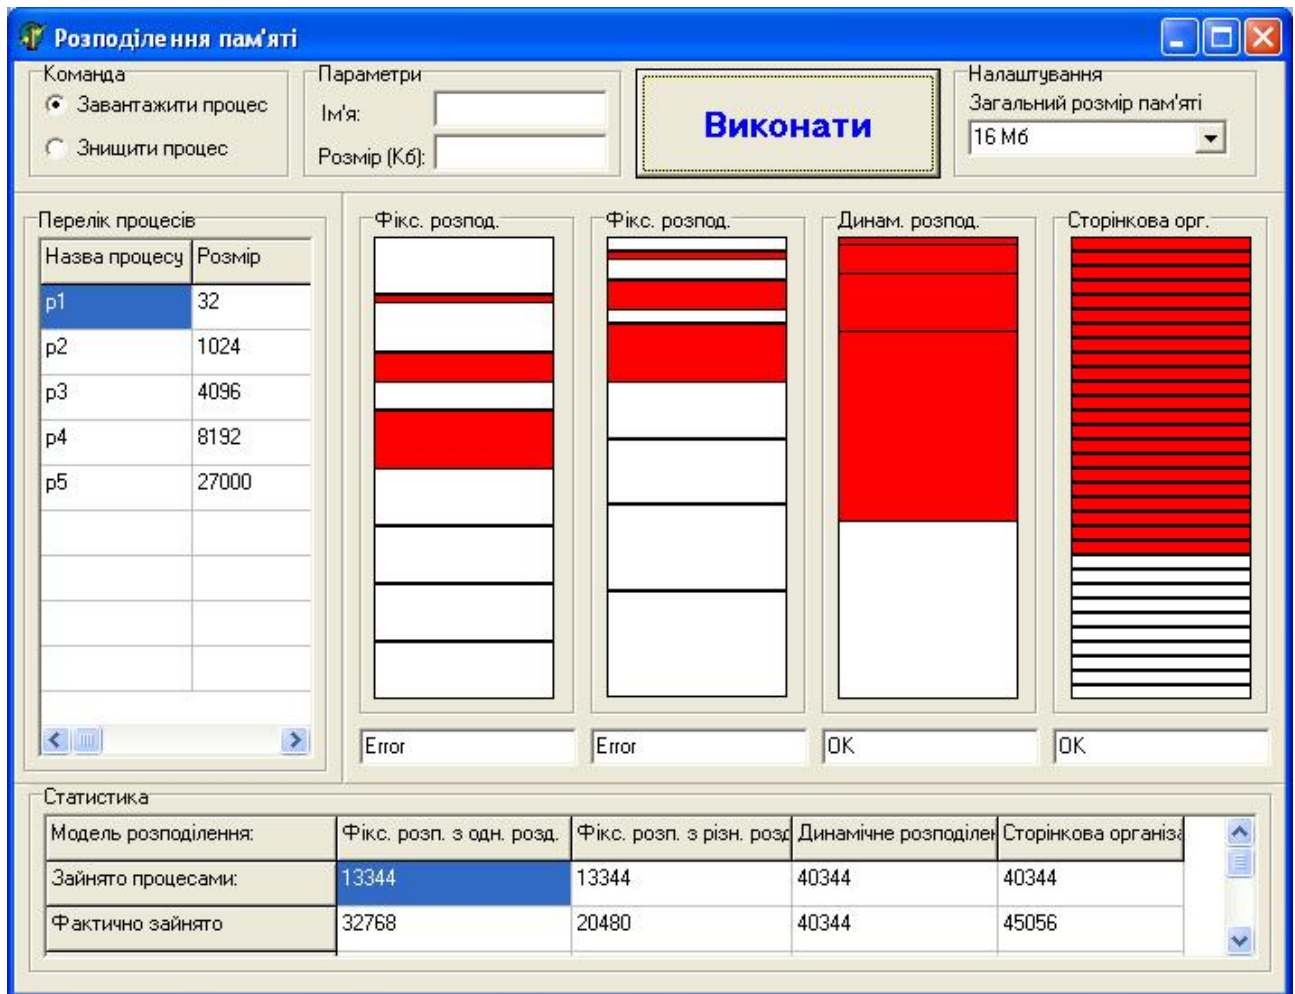 Розподілення пам'яті
Команда
Завантажити процес
Знищити процес
Параметри
Ім'я:
Розмір (Кб):
Виконати
Налаштування
Загальний розмір пам'яті
16 Мб
Перелік процесів
Назва процесу Розмір
p1 32
p2 1024
p3 4096
p4 8192
p5 27000
Фікс. розпод.
Фікс. розпод.
Динам. розпод.
Сторінкова орг.
Error
Error
OK
OK
Статистика
Модель розподілення: Фікс. розп. з одн. розд. Фікс. розп. з різн. розд Динамічне розподілен Сторінкова організа
Зайнято процесами: 13344 13344 40344 40344
Фактично зайнято 32768 20480 40344 45056